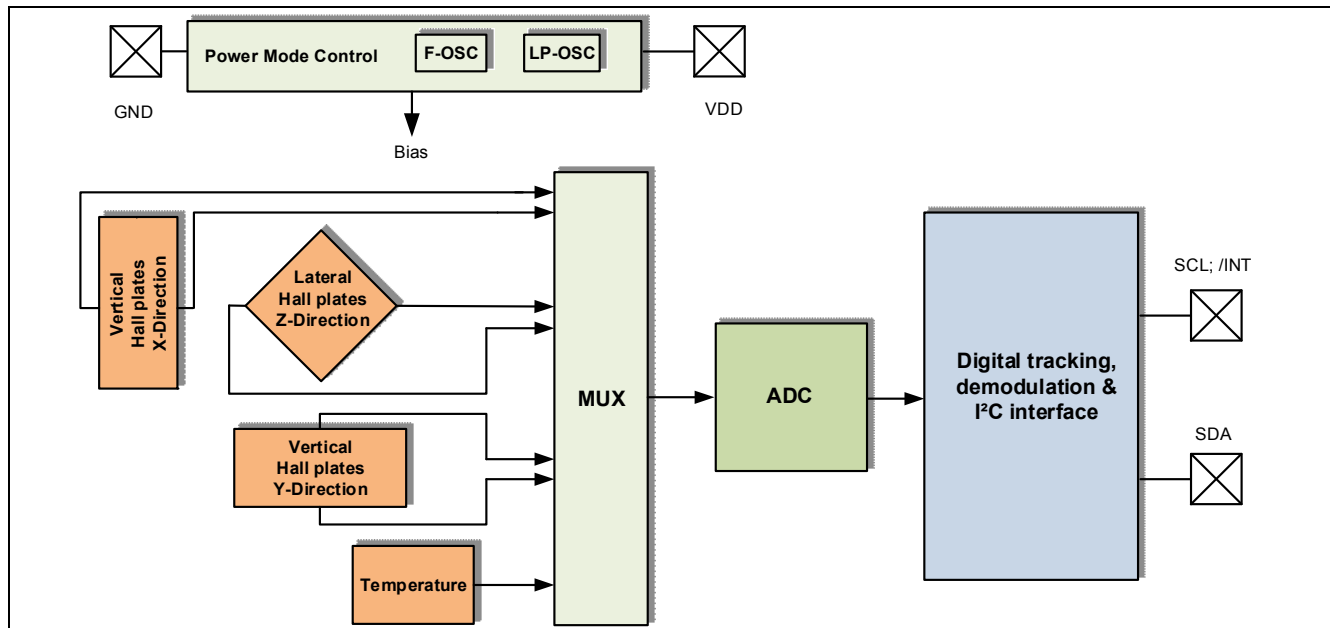 Power Mode Control
F-OSC
LP-OSC
GND
VDD
Bias
Vertical
Hall plates
X-Direction
Lateral
Hall plates
Z-Direction
Vertical
Hall plates
Y-Direction
Temperature
MUX
ADC
Digital tracking,
demodulation &
I²C interface
SCL; /INT
SDA